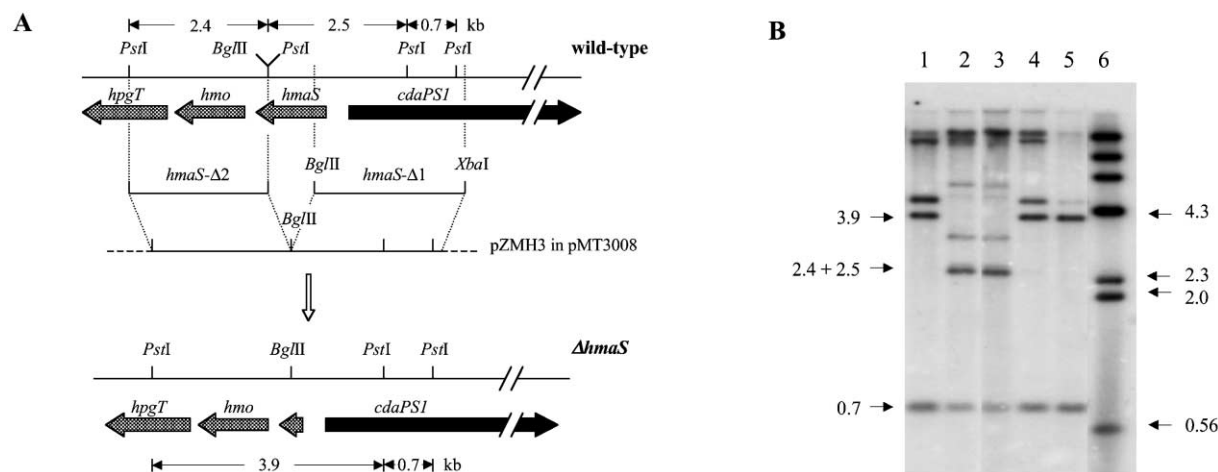 A
2.4
2.5
0.7
kb
PstI
BglII
PstI
PstI
PstI
wild-type
hpgT
hmo
hmaS
cdaPS1
BglII
XbaI
hmaS-Δ2
hmaS-Δ1
BglII
pZMH3 in pMT3008
PstI
BglII
PstI
PstI
ΔhmaS
hpgT
hmo
cdaPS1
3.9
0.7
kb
B
1 2 3 4 5 6
3.9
4.3
2.4 + 2.5
2.3
2.0
0.7
0.56